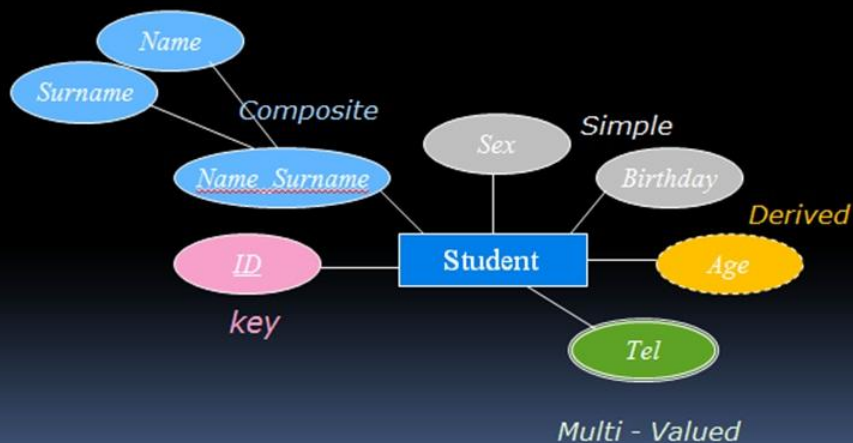 Name
Surname
Composite
Sex
Simple
Name_Surname
Birthday
Derived
ID
Student
Age
key
Tel
Multi - Valued